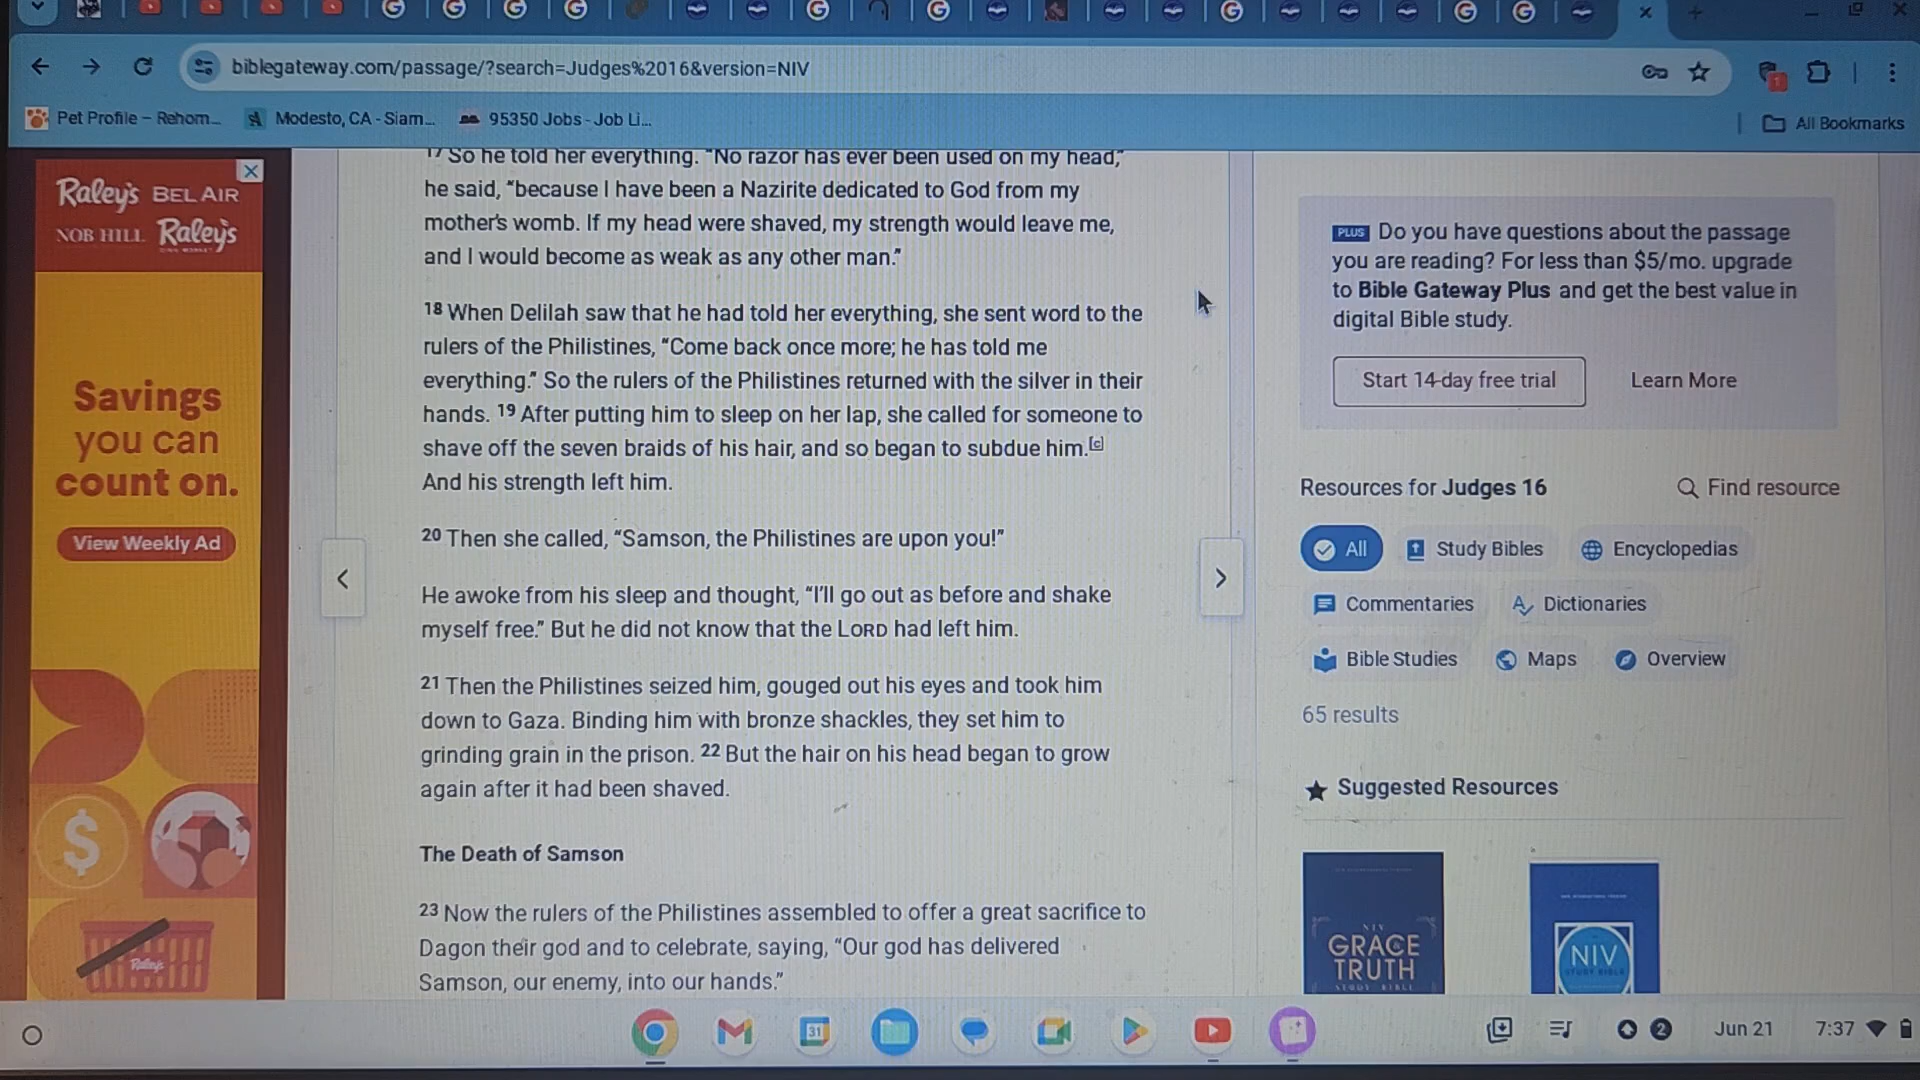 biblegateway.com/passage/?search=Judges%2016&version=NIV
Pet Profile – Rehom...
Modesto, CA - Siam...
95350 Jobs - Job Li...
All Bookmarks
Raley's BEL AIR
NOB HILL Raley's
Savings
you can
count on.
View Weekly Ad
$
Raley's
17 So he told her everything. “No razor has ever been used on my head,”
he said, “because I have been a Nazirite dedicated to God from my
mother’s womb. If my head were shaved, my strength would leave me,
and I would become as weak as any other man.”
18 When Delilah saw that he had told her everything, she sent word to the
rulers of the Philistines, “Come back once more; he has told me
everything.” So the rulers of the Philistines returned with the silver in their
hands. 19 After putting him to sleep on her lap, she called for someone to
shave off the seven braids of his hair, and so began to subdue him.[c]
And his strength left him.
20 Then she called, “Samson, the Philistines are upon you!”
He awoke from his sleep and thought, “I’ll go out as before and shake
myself free.” But he did not know that the LORD had left him.
21 Then the Philistines seized him, gouged out his eyes and took him
down to Gaza. Binding him with bronze shackles, they set him to
grinding grain in the prison. 22 But the hair on his head began to grow
again after it had been shaved.
The Death of Samson
23 Now the rulers of the Philistines assembled to offer a great sacrifice to
Dagon their god and to celebrate, saying, “Our god has delivered
Samson, our enemy, into our hands.”
PLUS Do you have questions about the passage
you are reading? For less than $5/mo. upgrade
to Bible Gateway Plus and get the best value in
digital Bible study.
Start 14-day free trial
Learn More
Resources for Judges 16
Find resource
All
Study Bibles
Encyclopedias
Commentaries
Dictionaries
Bible Studies
Maps
Overview
65 results
Suggested Resources
NIV
GRACE
TRUTH
STUDY BIBLE
NIV
STUDY BIBLE
31
2
Jun 21
7:37